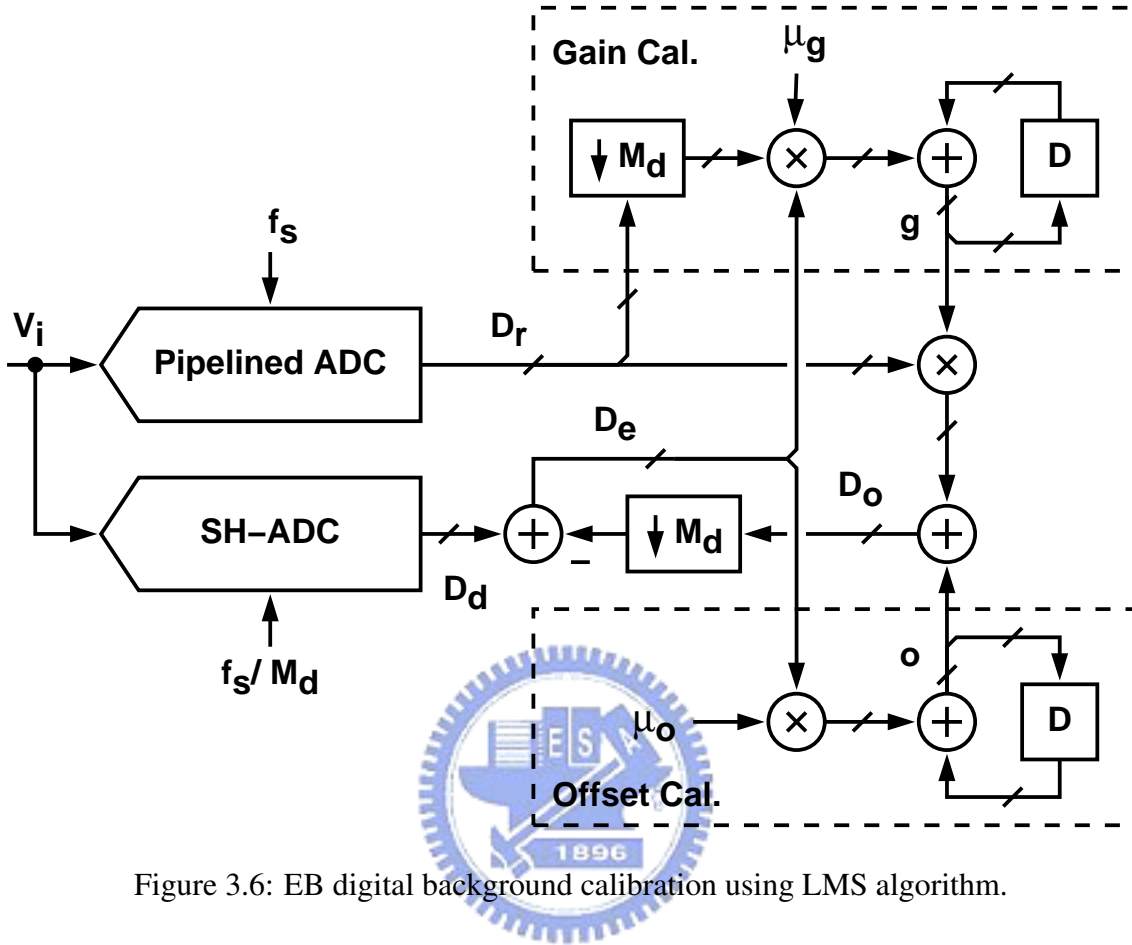 Gain Cal.
μg
↓ Md
×
+
D
fs
g
Vi
Dr
Pipelined ADC
×
De
Do
SH–ADC
+
–
↓ Md
+
Dd
fs/ Md
o
μo
×
+
D
Offset Cal.
E S A
1896
Figure 3.6: EB digital background calibration using LMS algorithm.